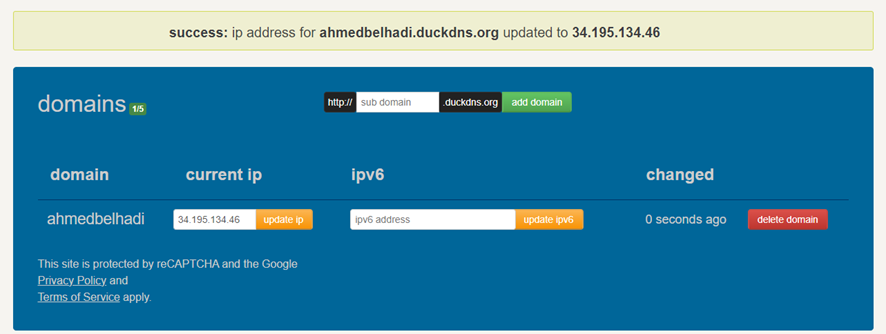 success: ip address for ahmedbelhadi.duckdns.org updated to 34.195.134.46
domains 1/5
http:// sub domain .duckdns.org add domain
domain current ip ipv6 changed
ahmedbelhadi 34.195.134.46 update ip ipv6 address update ipv6 0 seconds ago delete domain
This site is protected by reCAPTCHA and the Google
Privacy Policy and
Terms of Service apply.